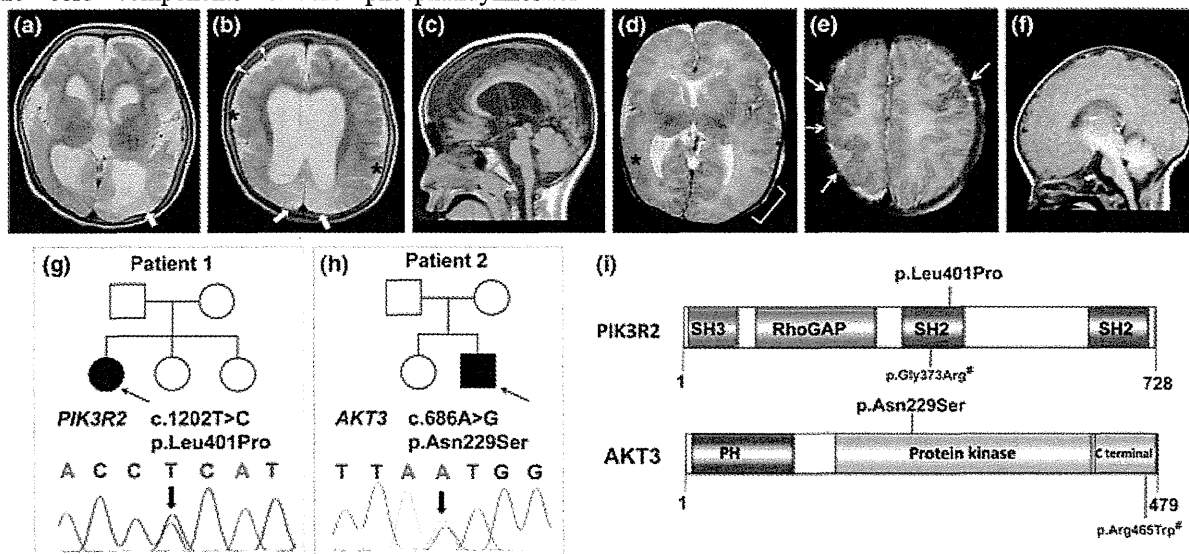 (a) (b) (c) (d) (e) (f)
(g) Patient 1
PIK3R2 c.1202T>C
p.Leu401Pro
A C C T C A T
(h) Patient 2
AKT3 c.686A>G
p.Asn229Ser
T T A A T G G
(i)
p.Leu401Pro
PIK3R2
SH3 RhoGAP SH2 SH2
p.Gly373Arg#
1 728
p.Asn229Ser
AKT3
PH Protein kinase C terminal
1 479
p.Arg465Trp#